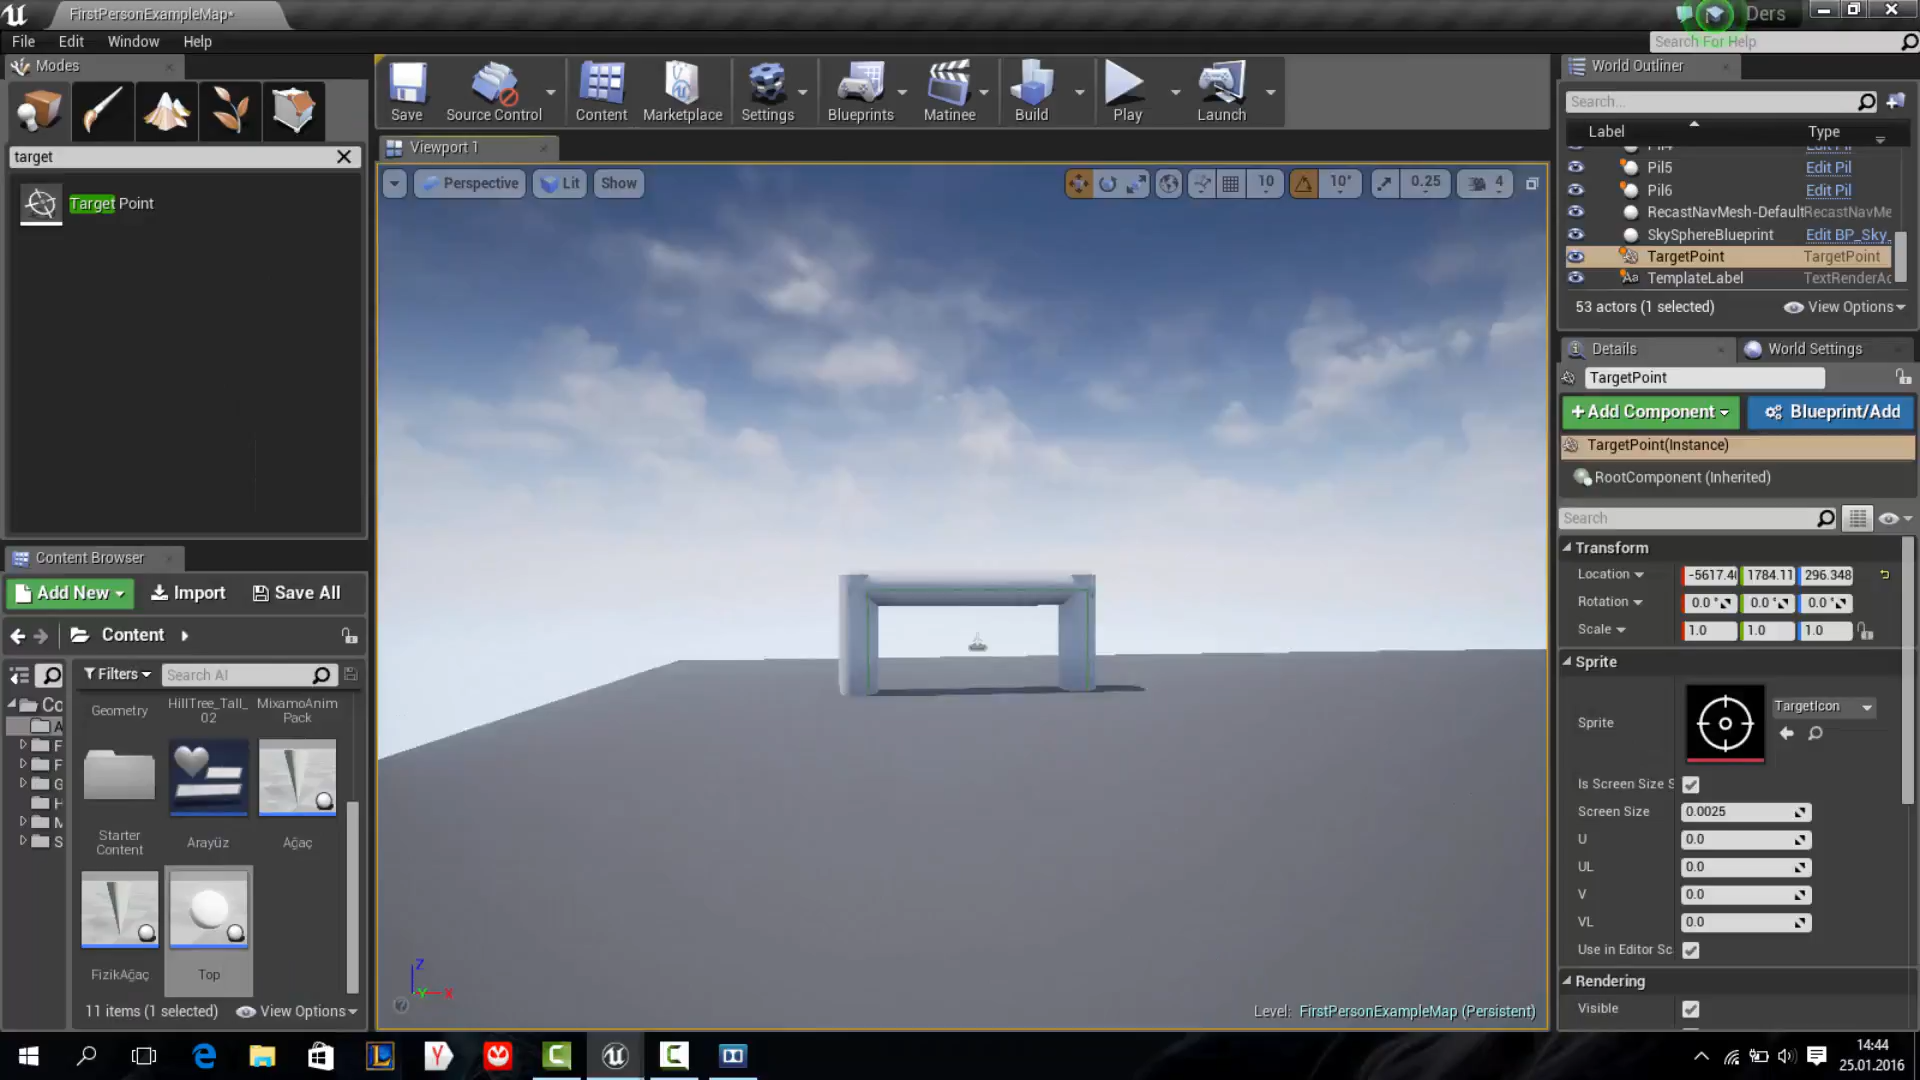 FirstPersonExampleMap*
Ders
File
Edit
Window
Help
Search For Help
Modes
target
Target Point
Save
Source Control
Content
Marketplace
Settings
Blueprints
Matinee
Build
Play
Launch
Viewport 1
Perspective
Lit
Show
10
10°
0.25
4
World Outliner
Search...
Label
Type
Pil4
Edit Pil
Pil5
Edit Pil
Pil6
Edit Pil
RecastNavMesh-Default
RecastNavMe
SkySphereBlueprint
Edit BP_Sky_
TargetPoint
TargetPoint
TemplateLabel
TextRenderAc
53 actors (1 selected)
View Options
Details
World Settings
TargetPoint
+Add Component
Blueprint/Add
TargetPoint(Instance)
RootComponent (Inherited)
Search
Transform
Location
-5617.4
1784.11
296.348
Rotation
0.0 °
0.0 °
0.0 °
Scale
1.0
1.0
1.0
Sprite
Sprite
TargetIcon
Is Screen Size S
Screen Size
0.0025
U
0.0
UL
0.0
V
0.0
VL
0.0
Use in Editor Sc
Rendering
Visible
Content Browser
Add New
Import
Save All
Content
Filters
Search Al
Co
A
F
F
G
H
M
S
Geometry
HillTree_Tall_
02
MixamoAnim
Pack
Starter
Content
Arayüz
Ağaç
FizikAğaç
Top
11 items (1 selected)
View Options
Z
Y
X
Level: FirstPersonExampleMap (Persistent)
14:44
25.01.2016